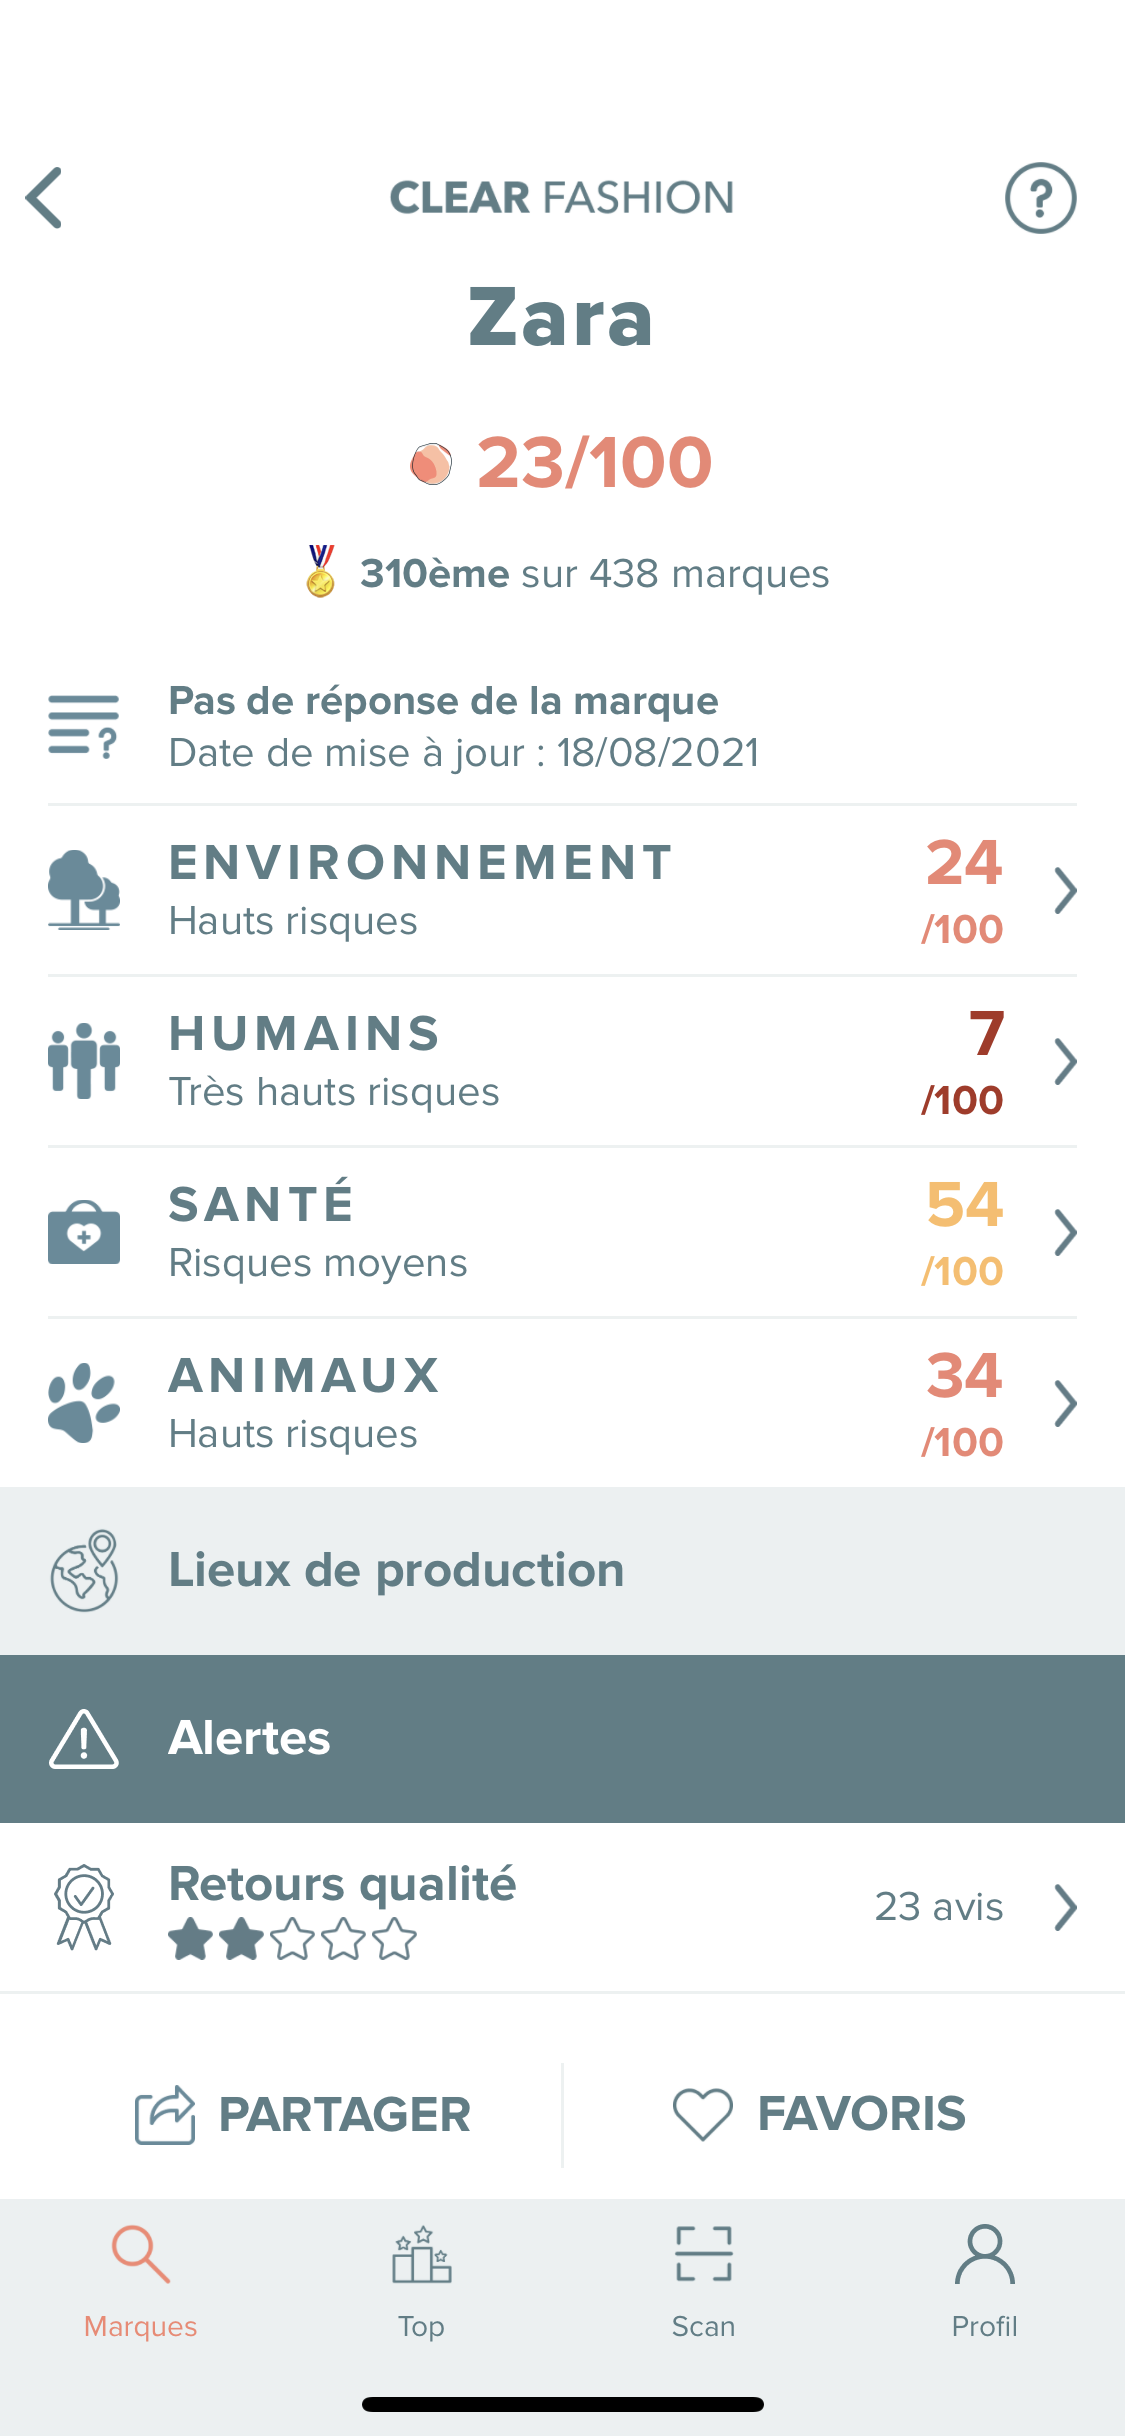 CLEAR FASHION
?
Zara
23/100
310ème sur 438 marques
Pas de réponse de la marque
Date de mise à jour : 18/08/2021
ENVIRONNEMENT
24
Hauts risques
/100
HUMAINS
7
Très hauts risques
/100
SANTÉ
54
Risques moyens
/100
ANIMAUX
34
Hauts risques
/100
Lieux de production
Alertes
Retours qualité
23 avis
PARTAGER
FAVORIS
Marques
Top
Scan
Profil